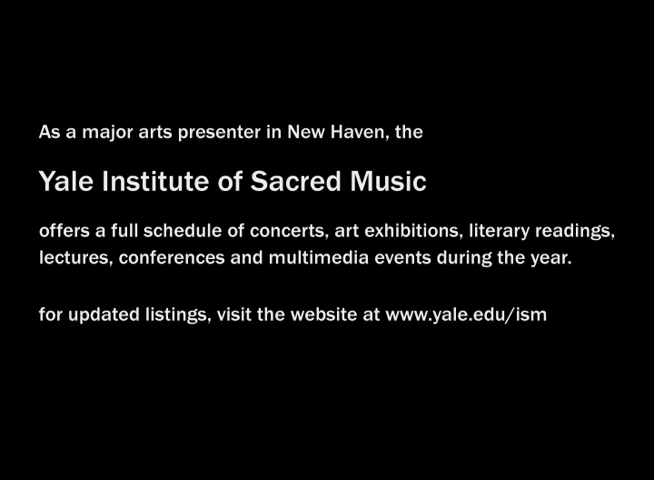 As a major arts presenter in New Haven, the
Yale Institute of Sacred Music
offers a full schedule of concerts, art exhibitions, literary readings,
lectures, conferences and multimedia events during the year.
for updated listings, visit the website at www.yale.edu/ism